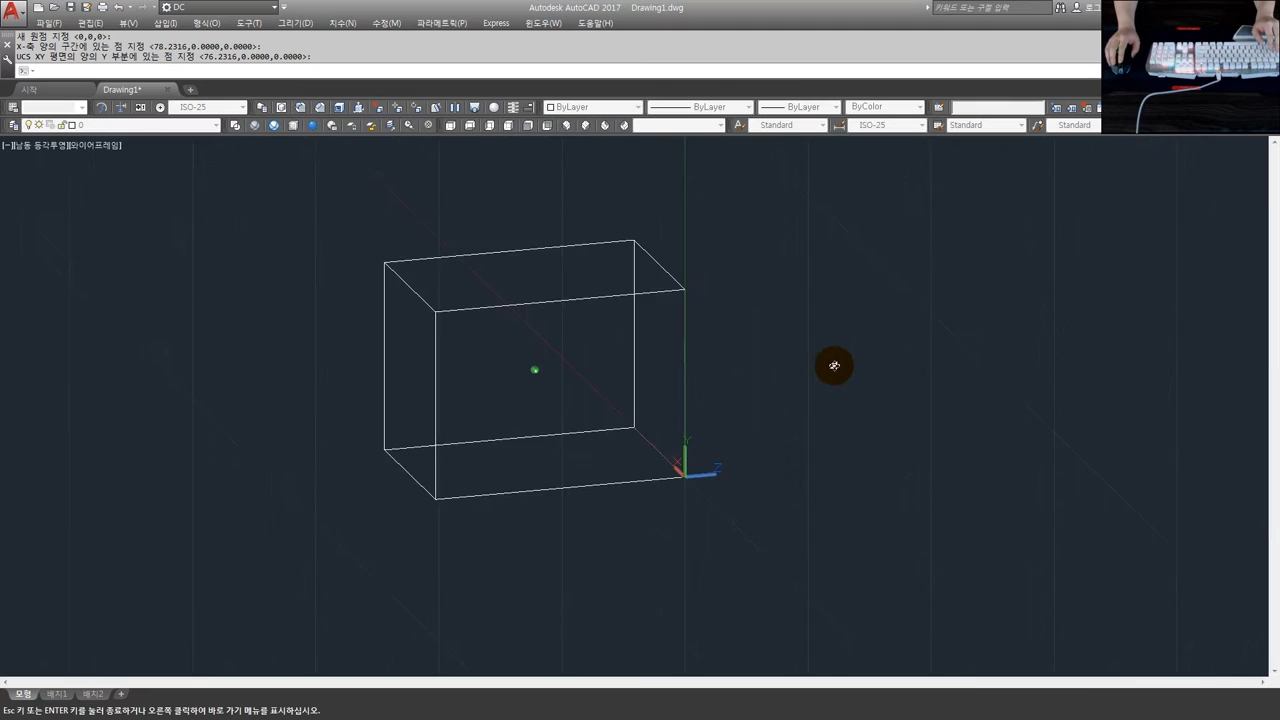 DC
Autodesk AutoCAD 2017 Drawing1.dwg
키워드 또는 구절 입력
로그
파일(F) 편집(E) 뷰(V) 삽입(I) 형식(O) 도구(T) 그리기(D) 치수(N) 수정(M) 파라메트릭(P) Express 윈도우(W) 도움말(H)
새 원점 지정 <0,0,0>:
X-축 양의 구간에 있는 점 지정 <78.2316,0.0000,0.0000>:
UCS XY 평면의 양의 Y 부분에 있는 점 지정 <76.2316,0.0000,0.0000>:
시작 Drawing1*
ISO-25 ByLayer ByLayer ByLayer ByColor
0 Standard ISO-25 Standard Standard
[−][남동 등각투영][와이어프레임]
Y
X Z
모형 배치1 배치2
Esc 키 또는 ENTER 키를 눌러 종료하거나 오른쪽 클릭하여 바로 가기 메뉴를 표시하십시오.